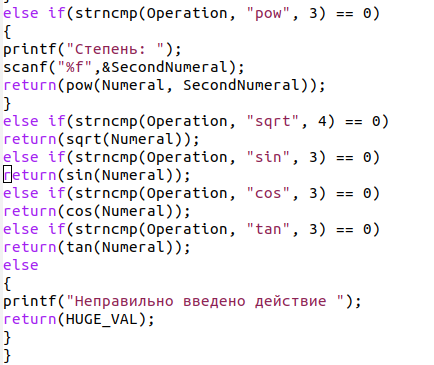 }
else if(strncmp(Operation, "pow", 3) == 0)
{
printf("Степень: ");
scanf("%f",&SecondNumeral);
return(pow(Numeral, SecondNumeral));
}
else if(strncmp(Operation, "sqrt", 4) == 0)
return(sqrt(Numeral));
else if(strncmp(Operation, "sin", 3) == 0)
return(sin(Numeral));
else if(strncmp(Operation, "cos", 3) == 0)
return(cos(Numeral));
else if(strncmp(Operation, "tan", 3) == 0)
return(tan(Numeral));
else
{
printf("Неправильно введено действие ");
return(HUGE_VAL);
}
}